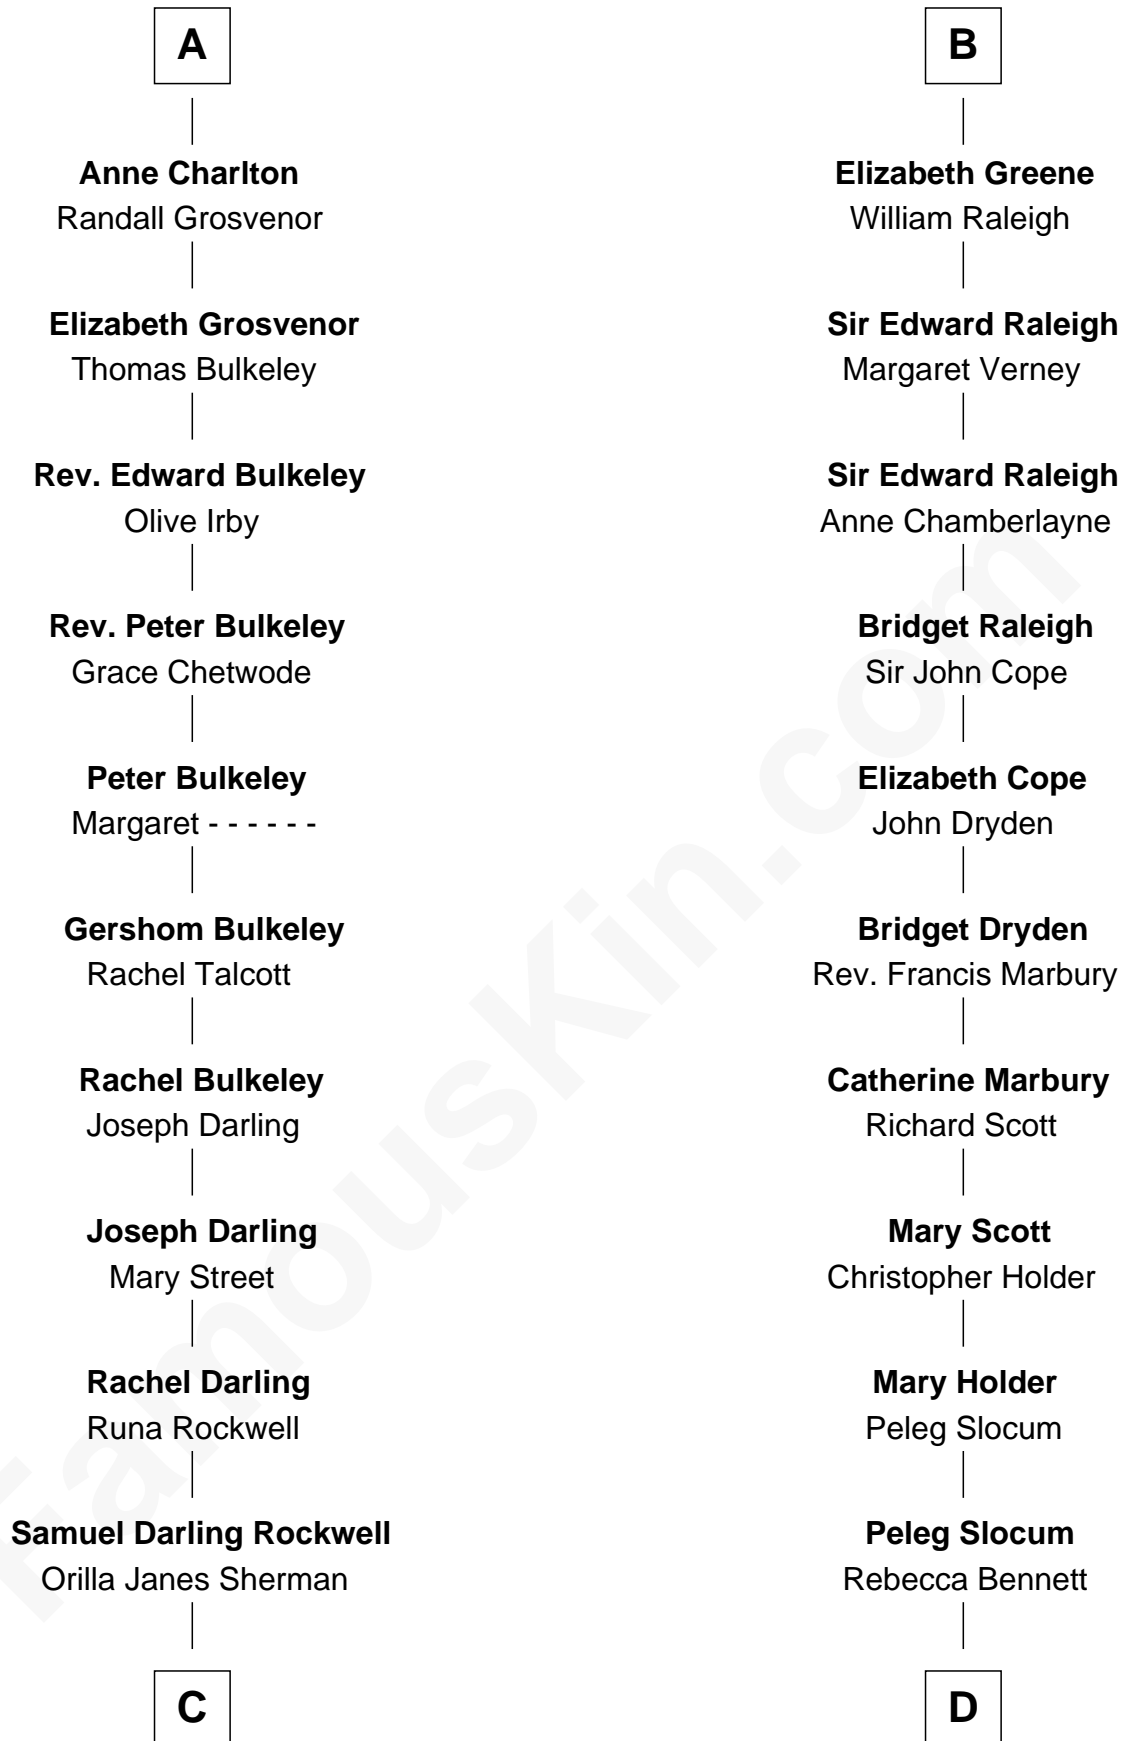 A
Anne Charlton
Randall Grosvenor
Elizabeth Grosvenor
Thomas Bulkeley
Rev. Edward Bulkeley
Olive Irby
Rev. Peter Bulkeley
Grace Chetwode
Peter Bulkeley
Margaret - - - - - -
Gershom Bulkeley
Rachel Talcott
Rachel Bulkeley
Joseph Darling
Joseph Darling
Mary Street
Rachel Darling
Runa Rockwell
Samuel Darling Rockwell
Orilla Janes Sherman
C
B
Elizabeth Greene
William Raleigh
Sir Edward Raleigh
Margaret Verney
Sir Edward Raleigh
Anne Chamberlayne
Bridget Raleigh
Sir John Cope
Elizabeth Cope
John Dryden
Bridget Dryden
Rev. Francis Marbury
Catherine Marbury
Richard Scott
Mary Scott
Christopher Holder
Mary Holder
Peleg Slocum
Peleg Slocum
Rebecca Bennett
D
FamousKin.com